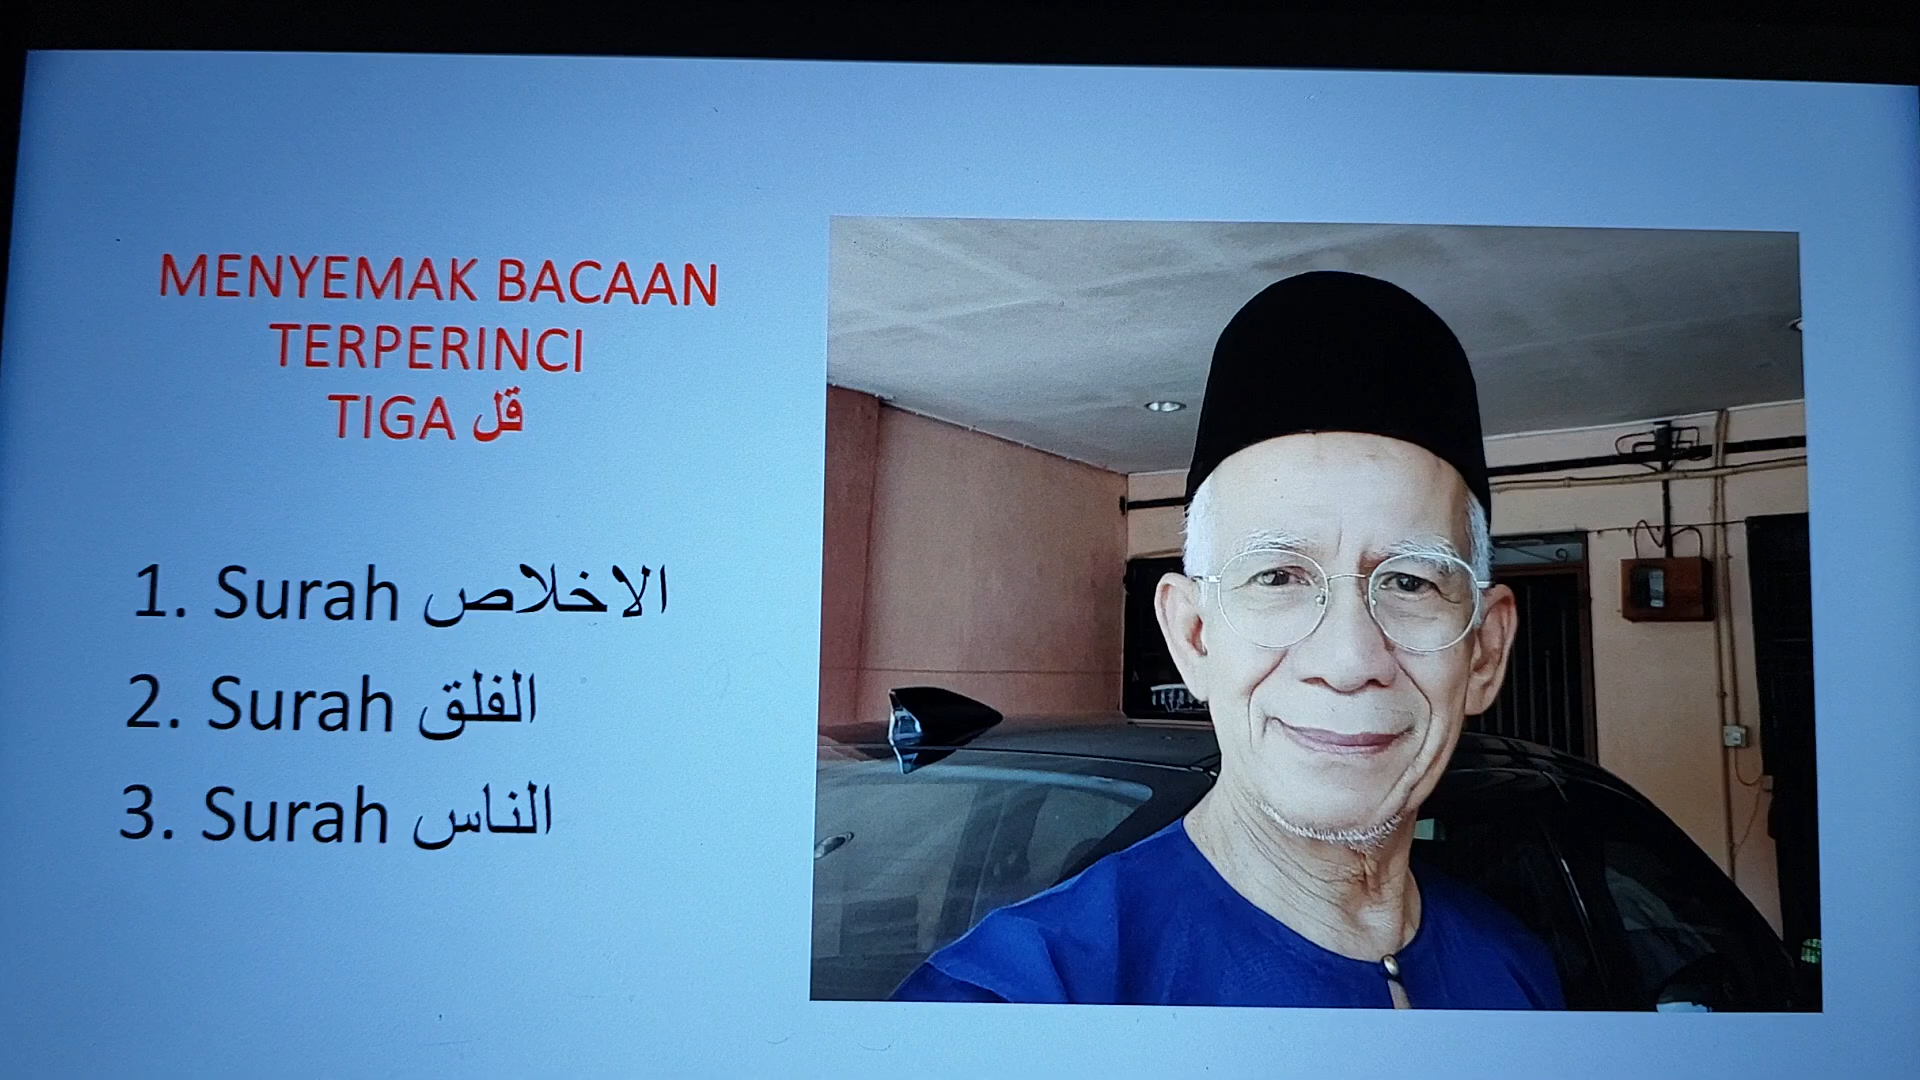 MENYEMAK BACAAN
TERPERINCI
TIGA قل
1. Surah الاخلاص
2. Surah الفلق
3. Surah الناس